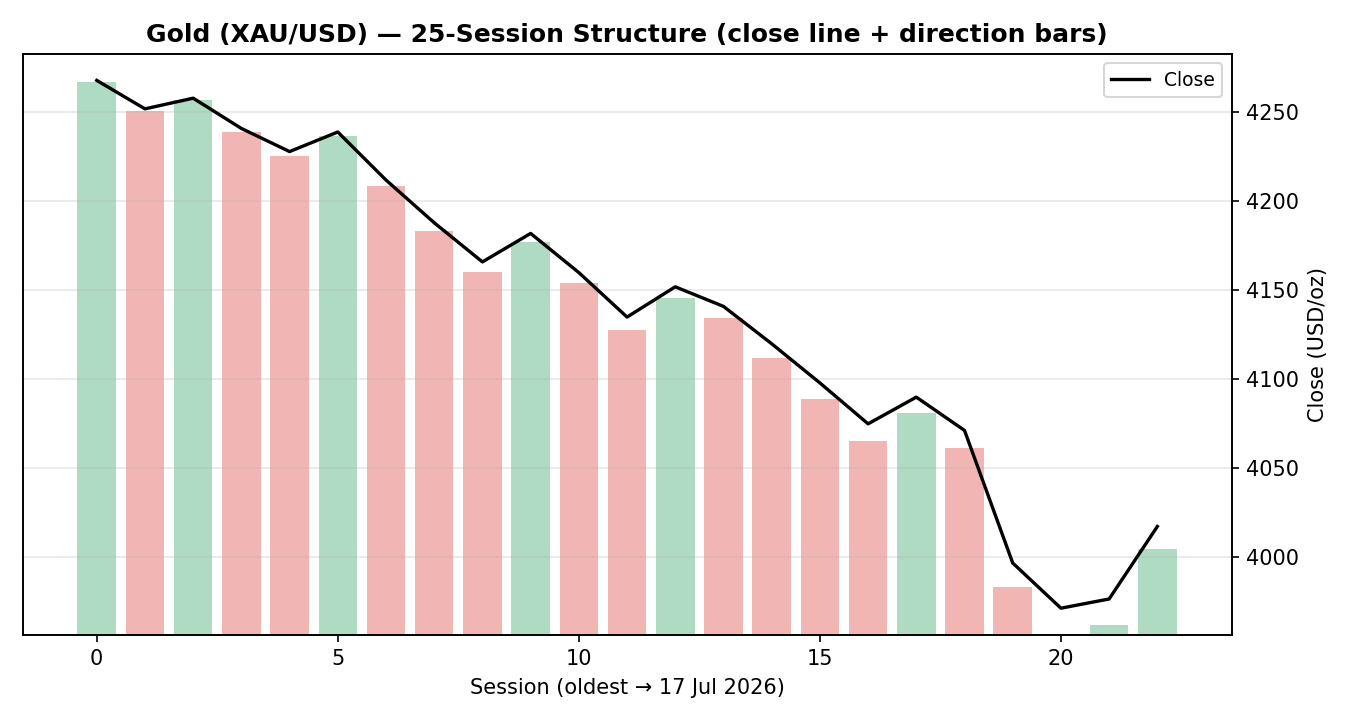 Gold (XAU/USD) — 25-Session Structure (close line + direction bars)
Close
4250
4200
4150
4100
4050
4000
Close (USD/oz)
0 5 10 15 20
Session (oldest → 17 Jul 2026)